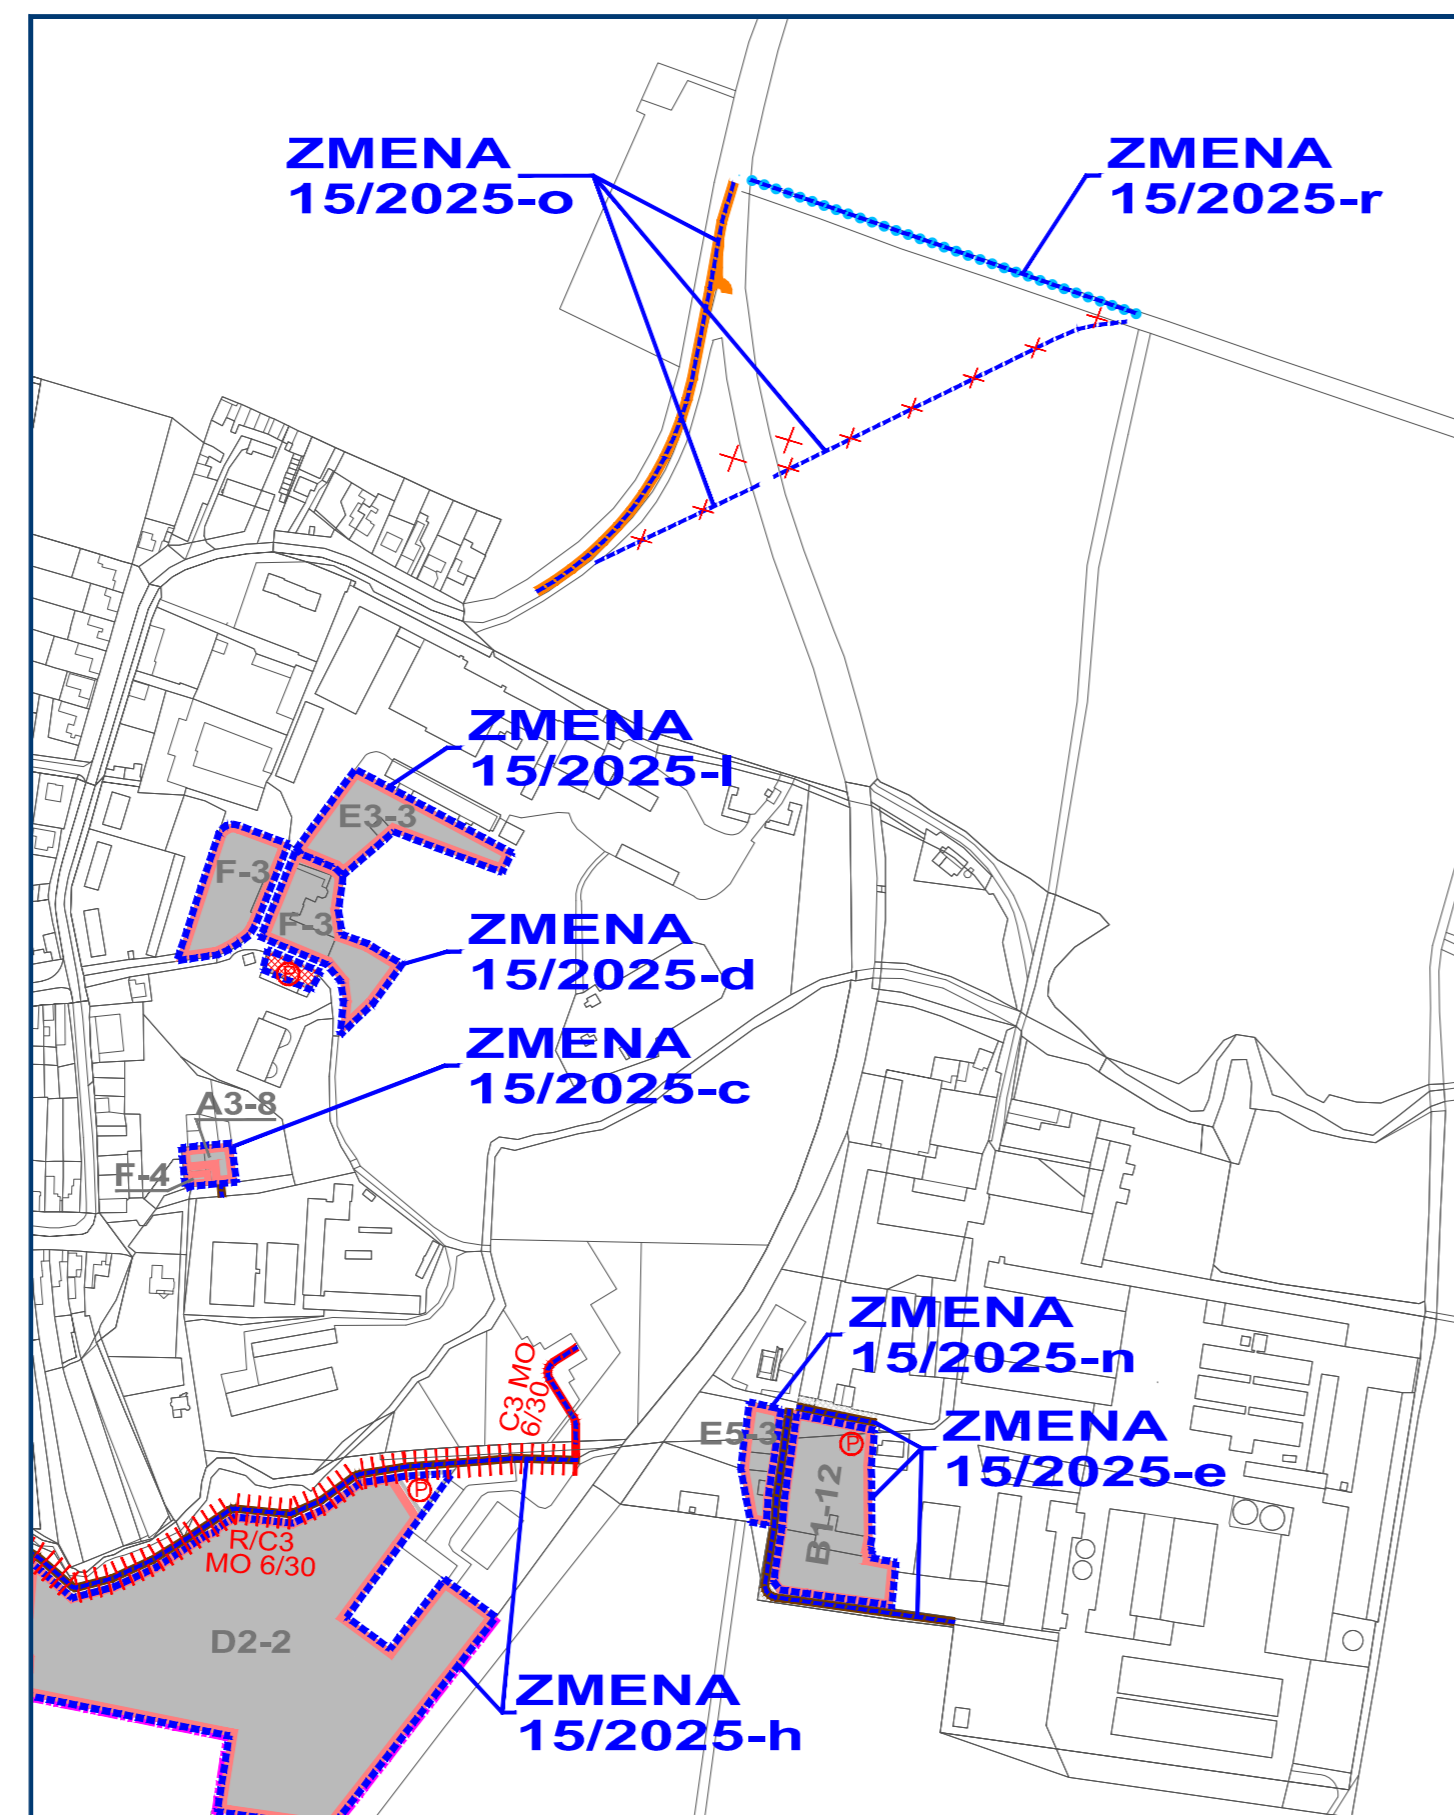 ZMENA
15/2025-o
ZMENA
15/2025-r
ZMENA
15/2025-l
E3-3
F-3
F-3
ZMENA
15/2025-d
P
ZMENA
15/2025-c
A3-8
F-4
ZMENA
15/2025-n
C3 MO
6/30
E5-3
ZMENA
15/2025-e
P
B1-12
P
R/C3
MO 6/30
D2-2
ZMENA
15/2025-h